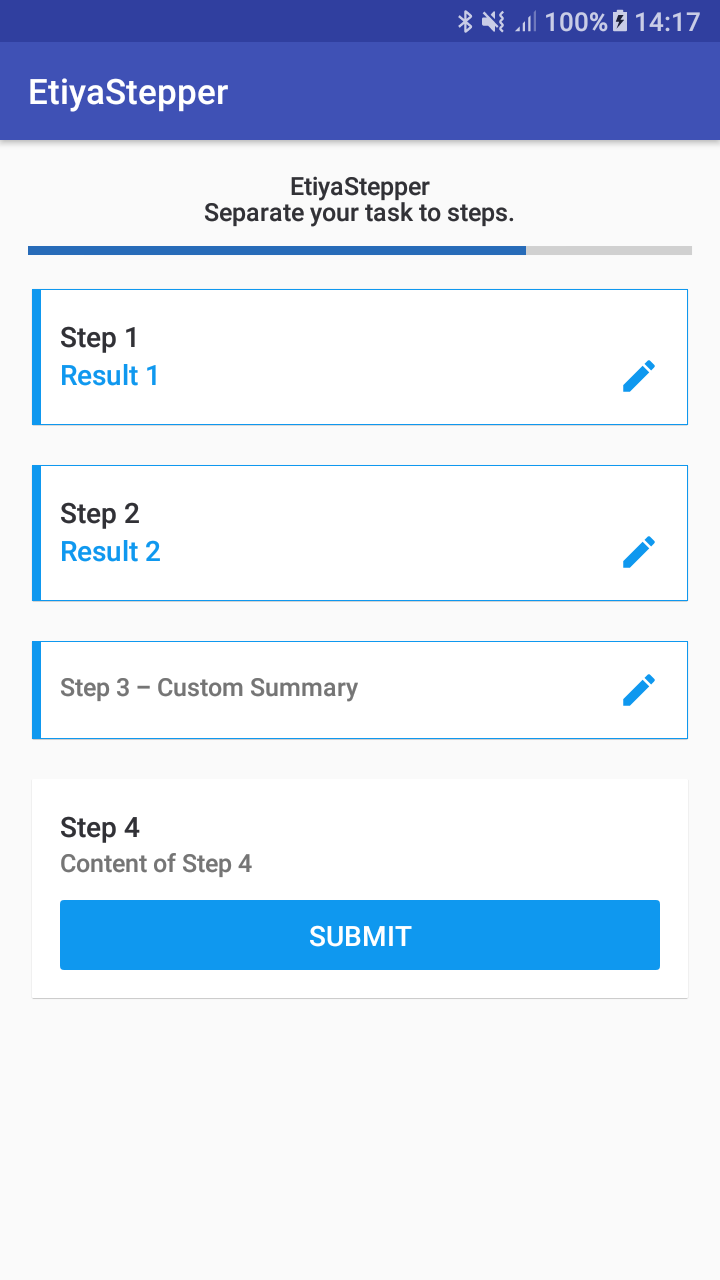 100% 14:17
EtiyaStepper
EtiyaStepper
Separate your task to steps.
Step 1
Result 1
Step 2
Result 2
Step 3 – Custom Summary
Step 4
Content of Step 4
SUBMIT